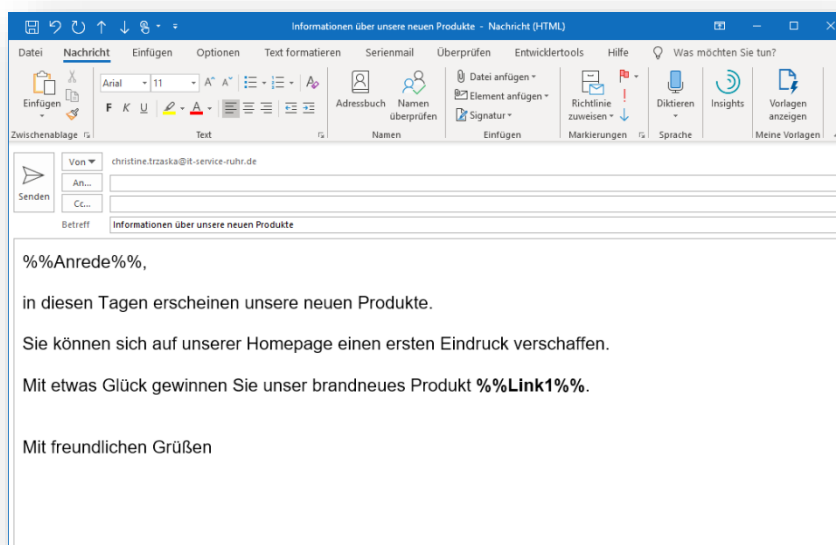 Informationen über unsere neuen Produkte - Nachricht (HTML)
Datei Nachricht Einfügen Optionen Text formatieren Serienmail Überprüfen Entwicklertools Hilfe Was möchten Sie tun?
Einfügen
Zwischenablage
Arial 11
F K U
Text
Adressbuch
Namen überprüfen
Namen
Datei anfügen
Element anfügen
Signatur
Einfügen
Richtlinie zuweisen
Markierungen
Diktieren
Sprache
Insights
Vorlagen anzeigen
Meine Vorlagen
Senden
Von christine.trzaska@it-service-ruhr.de
An...
Cc...
Betreff Informationen über unsere neuen Produkte
%%Anrede%%,
in diesen Tagen erscheinen unsere neuen Produkte.
Sie können sich auf unserer Homepage einen ersten Eindruck verschaffen.
Mit etwas Glück gewinnen Sie unser brandneues Produkt %%Link1%%.
Mit freundlichen Grüßen